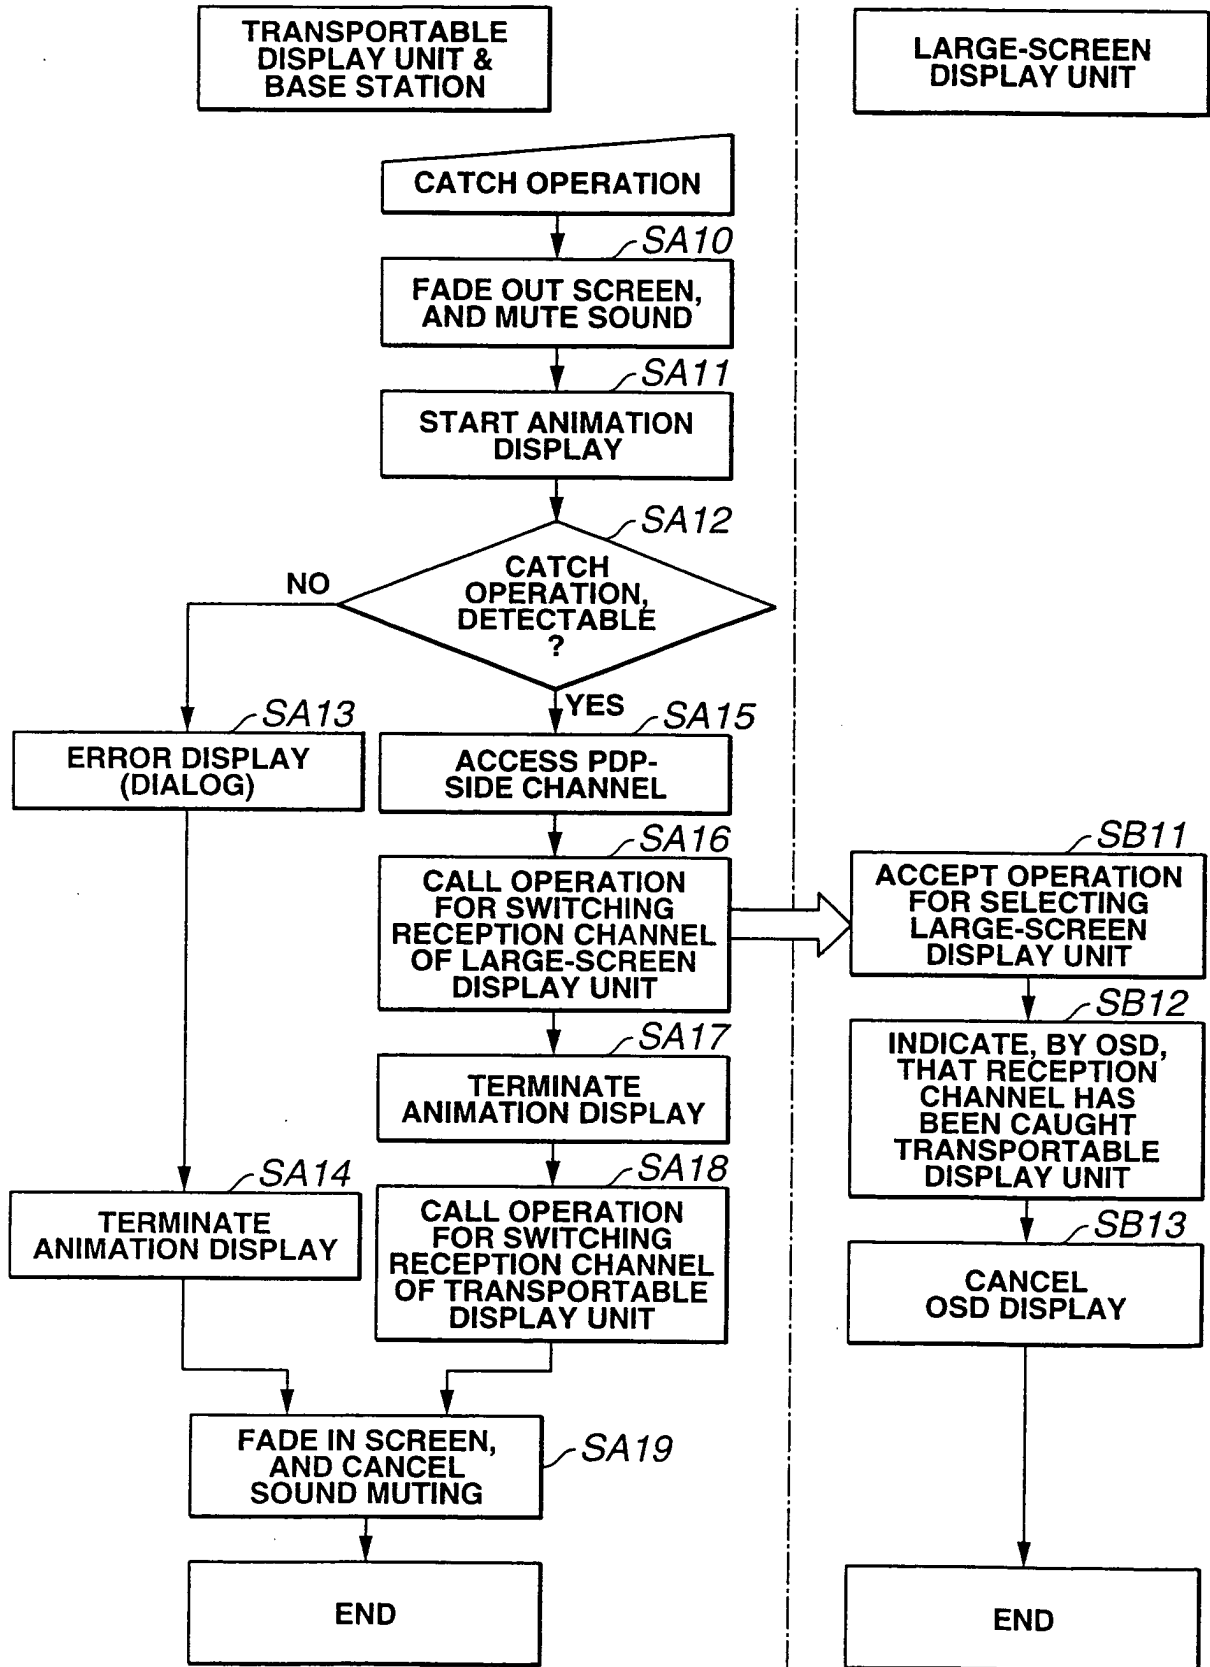 TRANSPORTABLE
DISPLAY UNIT &
BASE STATION
LARGE-SCREEN
DISPLAY UNIT
CATCH OPERATION
SA10
FADE OUT SCREEN,
AND MUTE SOUND
SA11
START ANIMATION
DISPLAY
SA12
CATCH
OPERATION,
DETECTABLE
?
NO
YES
SA13
ERROR DISPLAY
(DIALOG)
SA15
ACCESS PDP-
SIDE CHANNEL
SA16
CALL OPERATION
FOR SWITCHING
RECEPTION CHANNEL
OF LARGE-SCREEN
DISPLAY UNIT
SB11
ACCEPT OPERATION
FOR SELECTING
LARGE-SCREEN
DISPLAY UNIT
SB12
INDICATE, BY OSD,
THAT RECEPTION
CHANNEL HAS
BEEN CAUGHT
TRANSPORTABLE
DISPLAY UNIT
SA17
TERMINATE
ANIMATION DISPLAY
SA14
TERMINATE
ANIMATION DISPLAY
SA18
CALL OPERATION
FOR SWITCHING
RECEPTION CHANNEL
OF TRANSPORTABLE
DISPLAY UNIT
SB13
CANCEL
OSD DISPLAY
FADE IN SCREEN,
AND CANCEL
SOUND MUTING
SA19
END
END